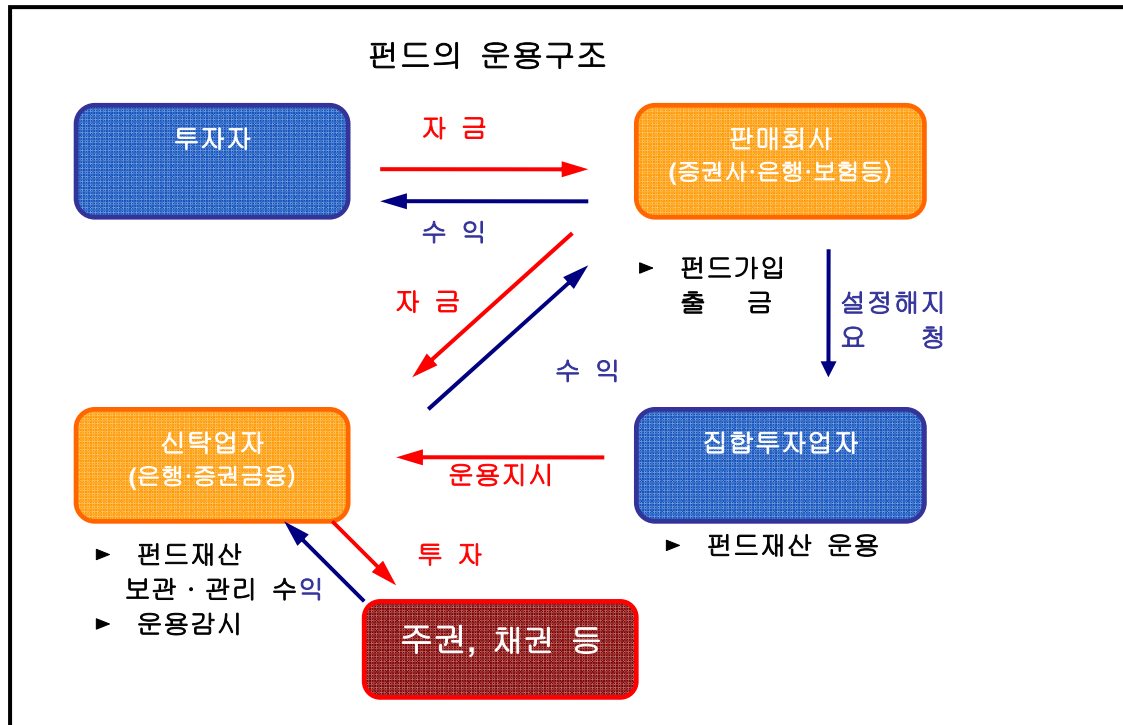 펀드의 운용구조
투자자
자 금
판매회사
(증권사·은행·보험등)
수 익
► 펀드가입
출 금
자 금
설정해지
요 청
수 익
신탁업자
(은행·증권금융)
집합투자업자
운용지시
► 펀드재산
보관 · 관리 수익
► 운용감시
투 자
► 펀드재산 운용
주권, 채권 등